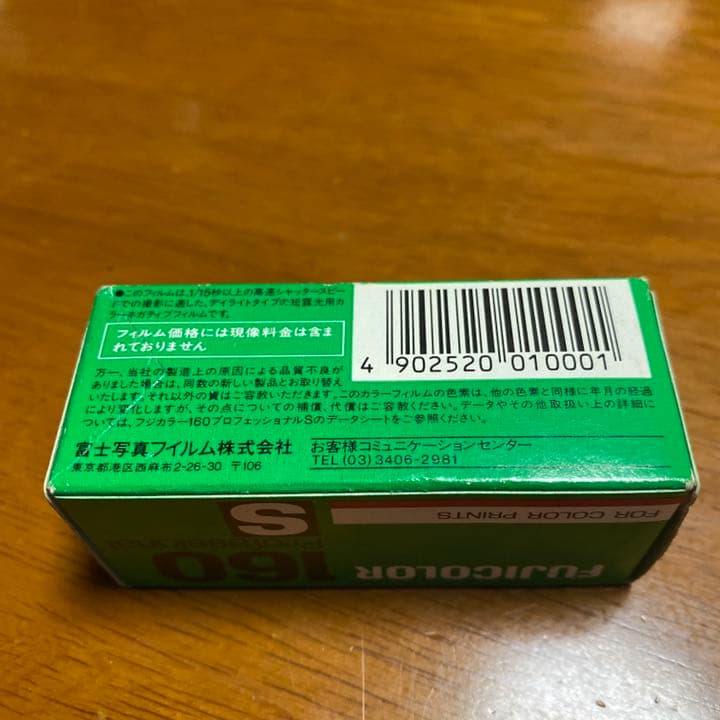 ●このフィルムは、1/15秒以上の高速シャッタースピー
ドでの撮影に適した、デイライトタイプの短露光用カ
ラーネガティブフィルムです。
フィルム価格には現像料金は含ま
れておりません
万一、当社の製造上の原因による品質不良が
ありました場合は、同数の新しい製品とお取り替え
いたします。それ以外の責はご容赦いただきます。このカラーフィルムの色素は、他の色素と同様に年月の経過
により変化しますが、その点についての補償、代償はご容赦ください。データやその他取扱い上の詳細に
ついては、フジカラー160プロフェッショナルSのデータシートをご参照ください。
富士写真フイルム株式会社
東京都港区西麻布2-26-30 〒106
お客様コミュニケーションセンター
TEL (03) 3406-2981
4 902520 010001
FOR COLOR PRINTS
S
Professional
FUJICOLOR 160